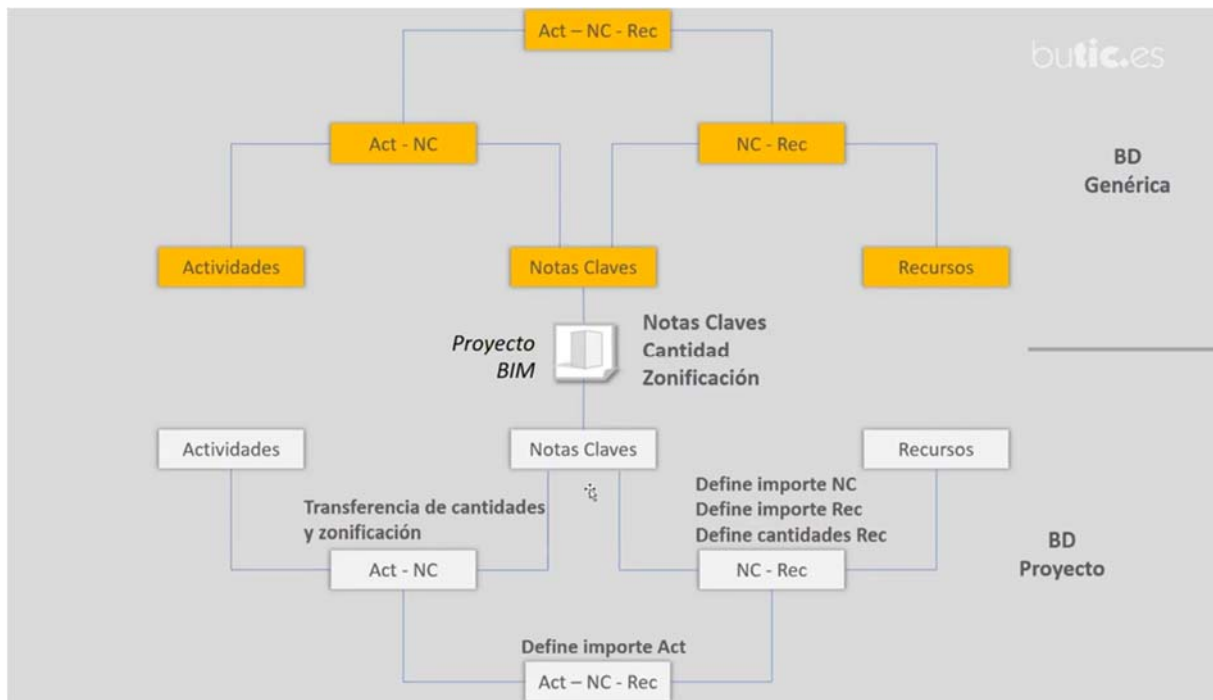 Act – NC - Rec
butic.es
Act - NC
NC - Rec
BD
Genérica
Actividades
Notas Claves
Recursos
Proyecto
BIM
Notas Claves
Cantidad
Zonificación
Actividades
Notas Claves
Recursos
Transferencia de cantidades
y zonificación
Define importe NC
Define importe Rec
Define cantidades Rec
Act - NC
NC - Rec
BD
Proyecto
Define importe Act
Act – NC - Rec